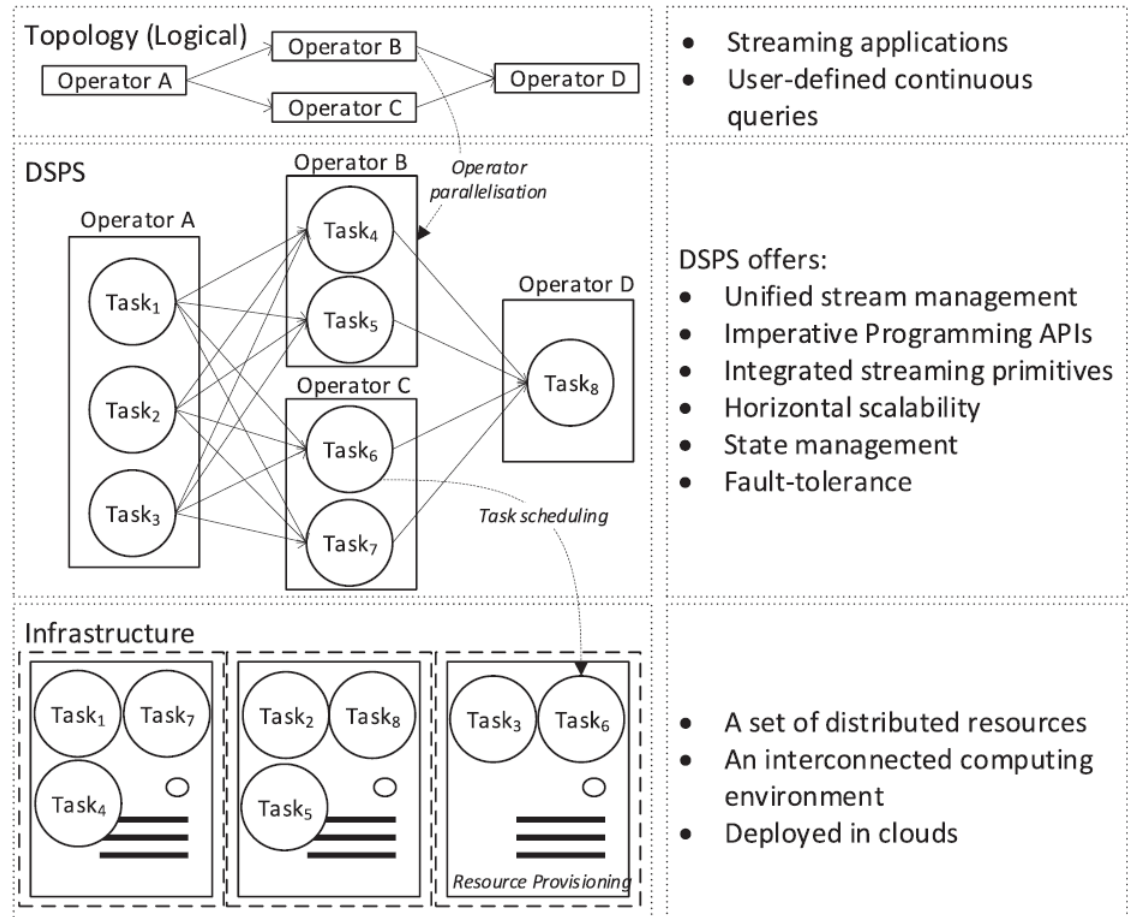 Topology (Logical)
Operator A
Operator B
Operator C
Operator D
Streaming applications
User-defined continuous
queries
DSPS
Operator
parallelisation
Operator A
Task₁
Task₂
Task₃
Operator B
Task₄
Task₅
Operator C
Task₆
Task₇
Operator D
Task₈
Task scheduling
DSPS offers:
Unified stream management
Imperative Programming APIs
Integrated streaming primitives
Horizontal scalability
State management
Fault-tolerance
Infrastructure
Task₁
Task₇
Task₄
Task₂
Task₈
Task₅
Task₃
Task₆
Resource Provisioning
A set of distributed resources
An interconnected computing
environment
Deployed in clouds